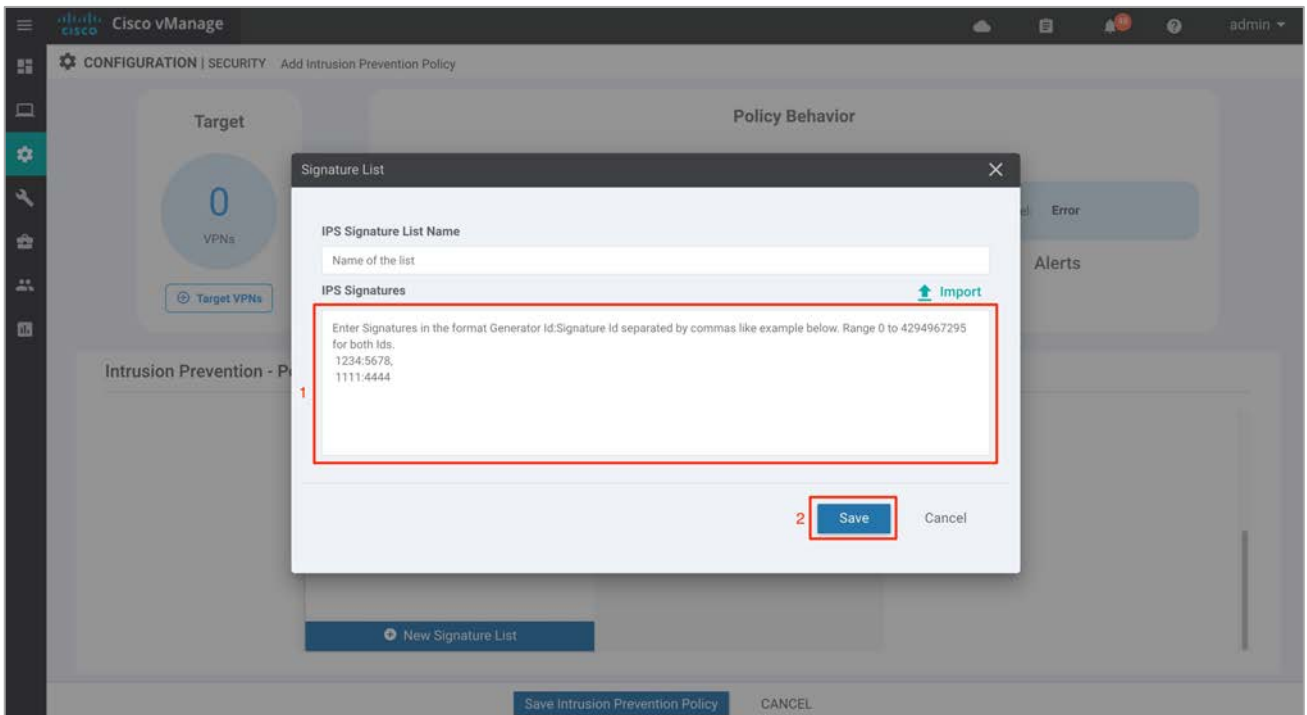 cisco Cisco vManage admin
CONFIGURATION | SECURITY Add Intrusion Prevention Policy
Target
Policy Behavior
Signature List
0
VPNs
Error
IPS Signature List Name
Name of the list
Alerts
Target VPNs
IPS Signatures
Import
Enter Signatures in the format Generator Id:Signature Id separated by commas like example below. Range 0 to 4294967295
for both Ids.
1234:5678,
1111:4444
Intrusion Prevention - P
1
2 Save Cancel
New Signature List
Save Intrusion Prevention Policy CANCEL